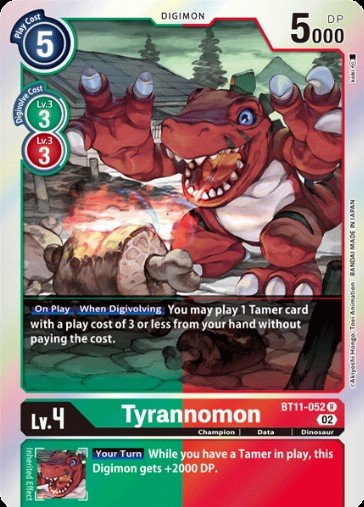 Play Cost
DIGIMON
DP
5
5000
koki
Digivolve Cost
Lv.3
3
Lv.3
3
©Akiyoshi Hongo, Toei Animation BANDAI MADE IN JAPAN
On Play When Digivolving You may play 1 Tamer card
with a play cost of 3 or less from your hand without
paying the cost.
BT11-052 R
Lv.4 Tyrannomon 02
Champion Data Dinosaur
Inherited Effect
Your Turn While you have a Tamer in play, this
Digimon gets +2000 DP.